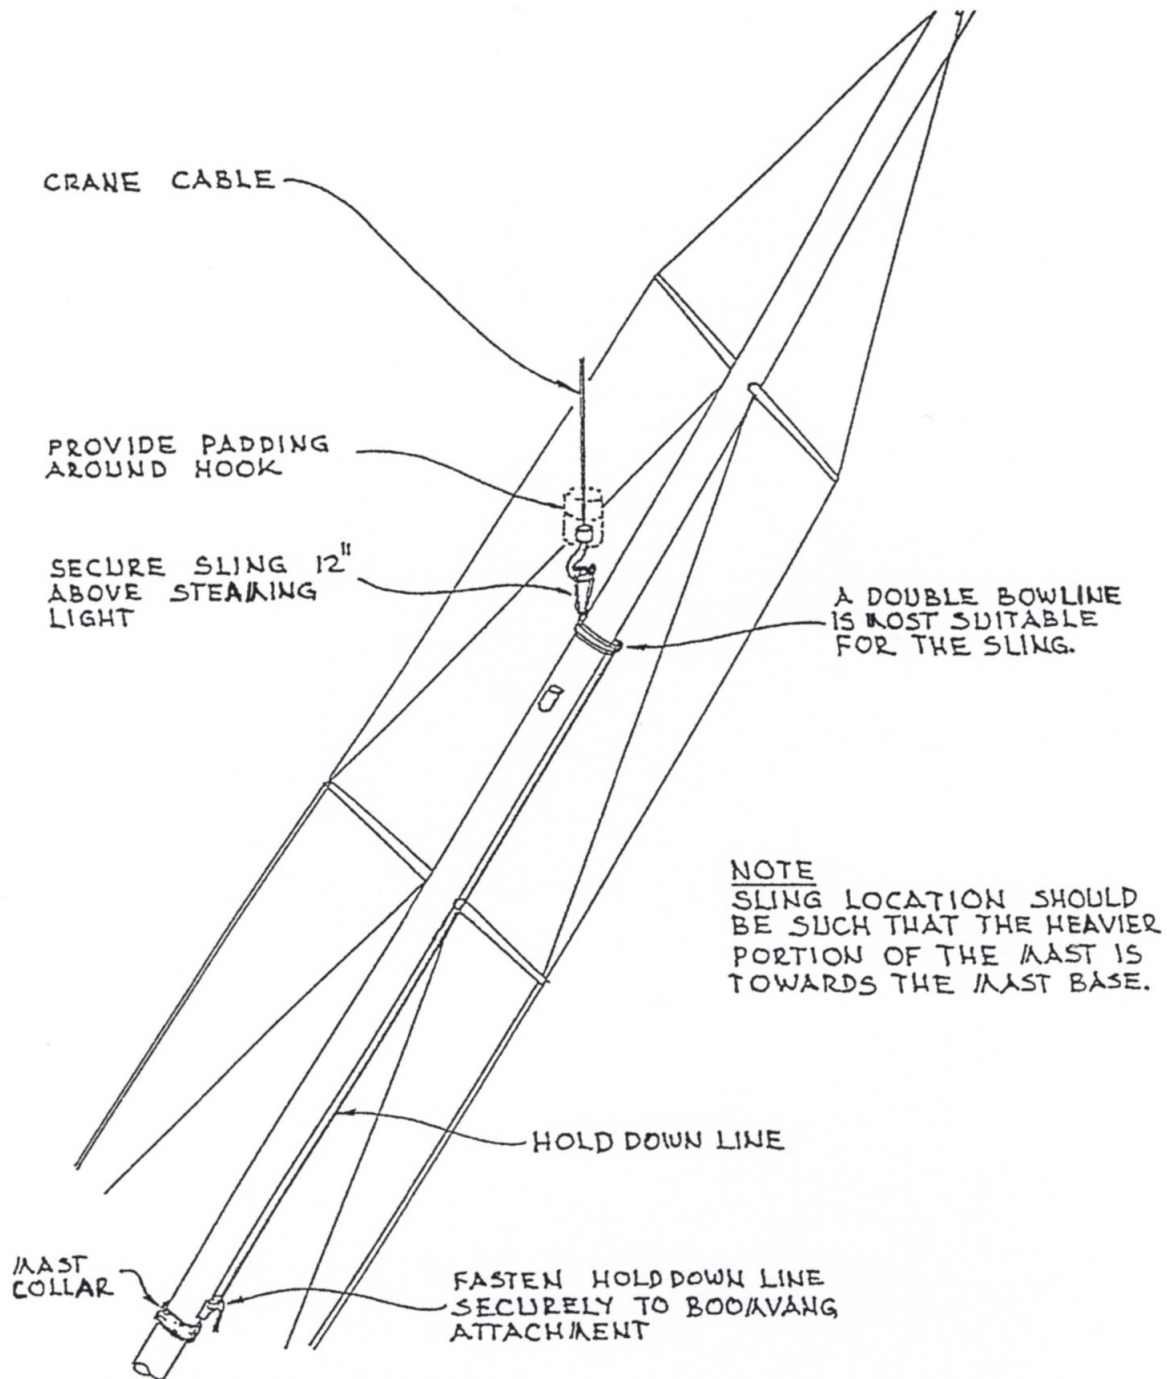 CRANE CABLE
PROVIDE PADDING
AROUND HOOK
SECURE SLING 12"
ABOVE STEAMING
LIGHT
A DOUBLE BOWLINE
IS MOST SUITABLE
FOR THE SLING.
NOTE
SLING LOCATION SHOULD
BE SUCH THAT THE HEAVIER
PORTION OF THE MAST IS
TOWARDS THE MAST BASE.
HOLD DOWN LINE
MAST
COLLAR
FASTEN HOLD DOWN LINE
SECURELY TO BOOMVANG
ATTACHMENT